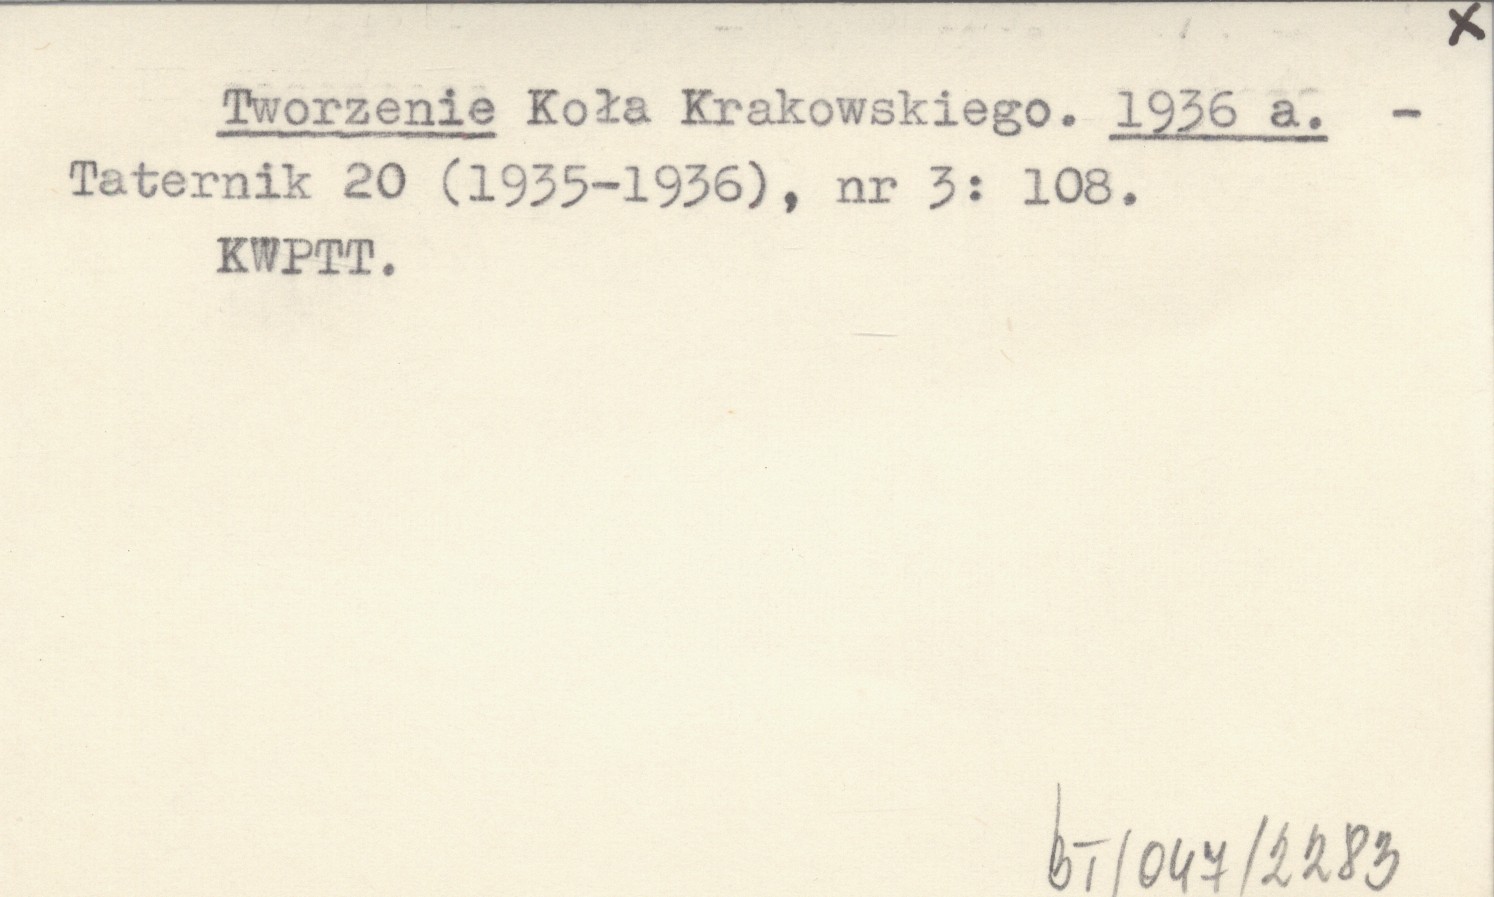 x
Tworzenie Koła Krakowskiego. 1936 a. -
Taternik 20 (1935-1936), nr 3: 108.
KWPTT.
bT/047/2283